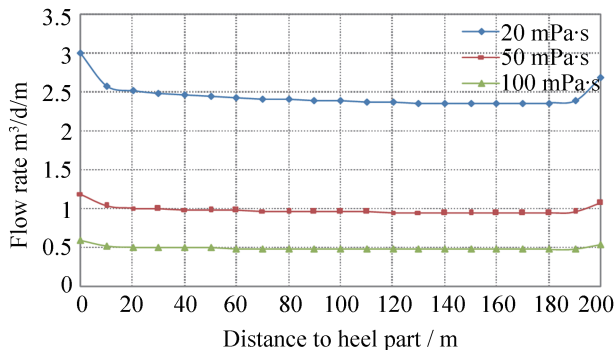 3.5
3
2.5
2
1.5
1
0.5
0
Flow rate m³/d/m
20 mPa·s
50 mPa·s
100 mPa·s
0 20 40 60 80 100 120 140 160 180 200
Distance to heel part / m